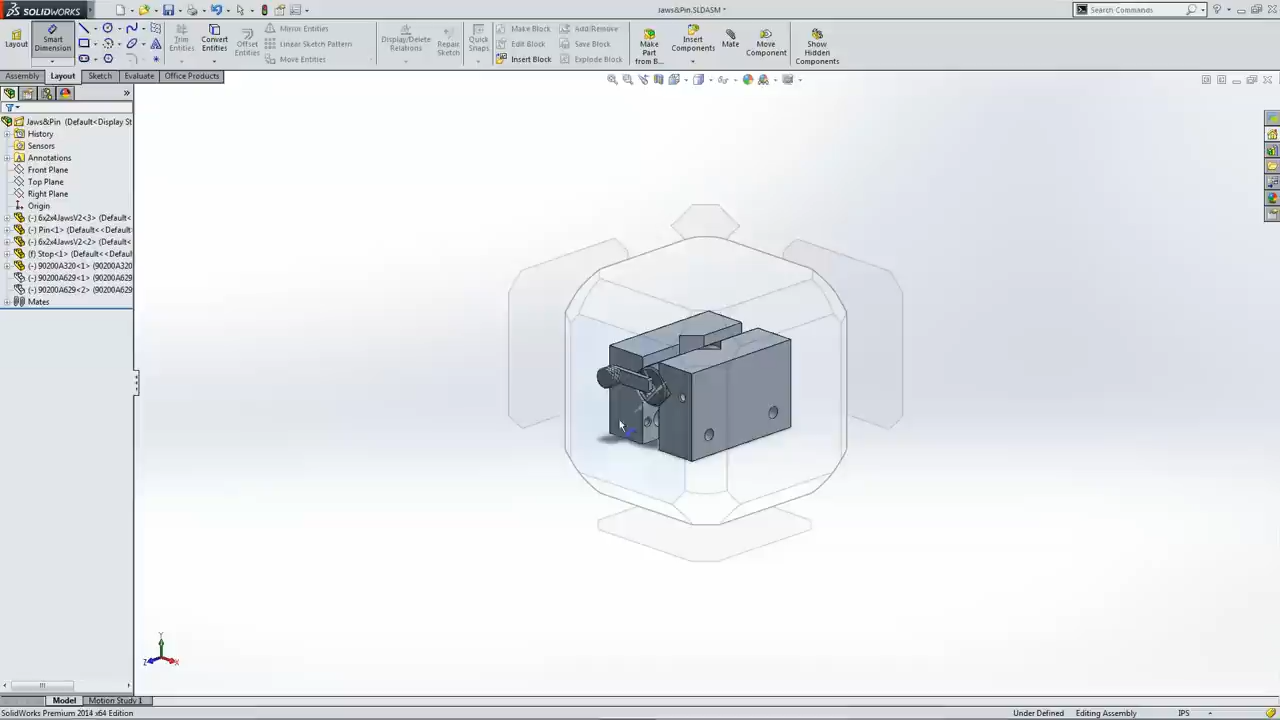 SOLIDWORKS
Jaws&Pin.SLDASM *
Search Commands
Layout
Smart Dimension
Trim Entities
Convert Entities
Offset Entities
Mirror Entities
Linear Sketch Pattern
Move Entities
Display/Delete Relations
Repair Sketch
Quick Snaps
Make Block
Edit Block
Insert Block
Add/Remove
Save Block
Explode Block
Make Part from B...
Insert Components
Mate
Move Component
Show Hidden Components
Assembly
Layout
Sketch
Evaluate
Office Products
Jaws&Pin (Default<Display St
History
Sensors
Annotations
Front Plane
Top Plane
Right Plane
Origin
(-) 6x2x4JawsV2<3> (Default<
(-) Pin<1> (Default<<Default
(-) 6x2x4JawsV2<2> (Default<
(f) Stop<1> (Default<<Defaul
(-) 90200A320<1> (90200A320
(-) 90200A629<1> (90200A629
(-) 90200A629<2> (90200A629
Mates
Y
Z
X
Model
Motion Study 1
SolidWorks Premium 2014 x64 Edition
Under Defined
Editing Assembly
IPS